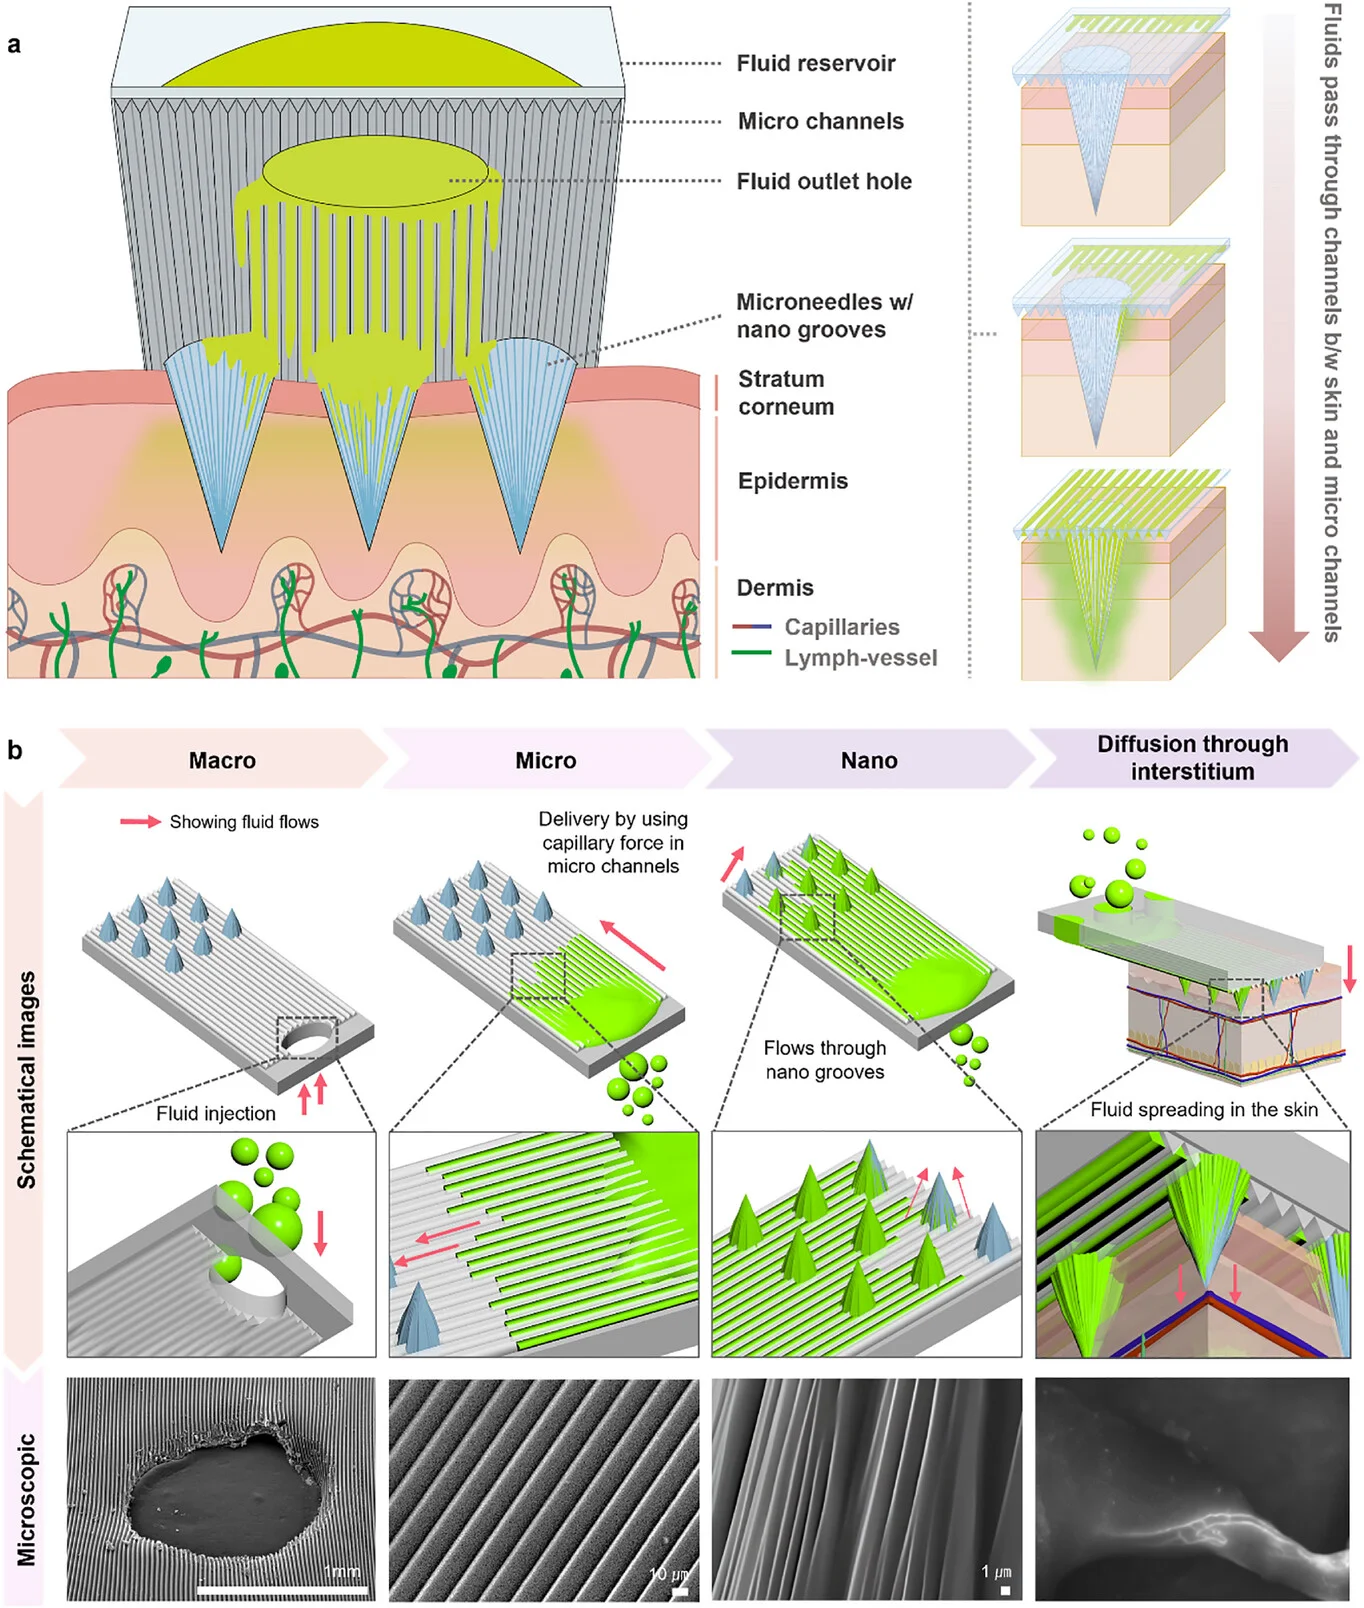 a
Fluid reservoir
Micro channels
Fluid outlet hole
Microneedles w/
nano grooves
Stratum
corneum
Epidermis
Dermis
Capillaries
Lymph-vessel
Fluids pass through channels b/w skin and micro channels
b
Macro
Micro
Nano
Diffusion through
interstitium
Schematical images
Showing fluid flows
Delivery by using
capillary force in
micro channels
Fluid injection
Flows through
nano grooves
Fluid spreading in the skin
Microscopic
1mm
10 μm
1 μm